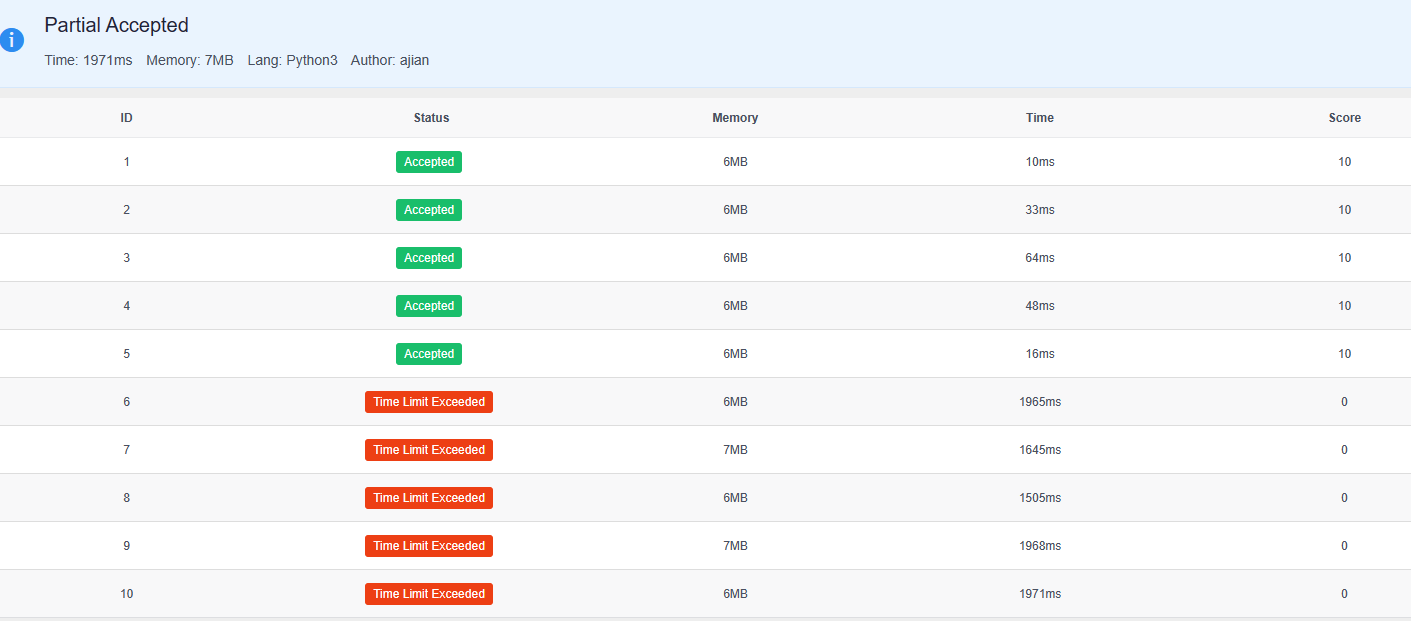 Partial Accepted
Time: 1971ms Memory: 7MB Lang: Python3 Author: ajian
ID Status Memory Time Score
1 Accepted 6MB 10ms 10
2 Accepted 6MB 33ms 10
3 Accepted 6MB 64ms 10
4 Accepted 6MB 48ms 10
5 Accepted 6MB 16ms 10
6 Time Limit Exceeded 6MB 1965ms 0
7 Time Limit Exceeded 7MB 1645ms 0
8 Time Limit Exceeded 6MB 1505ms 0
9 Time Limit Exceeded 7MB 1968ms 0
10 Time Limit Exceeded 6MB 1971ms 0